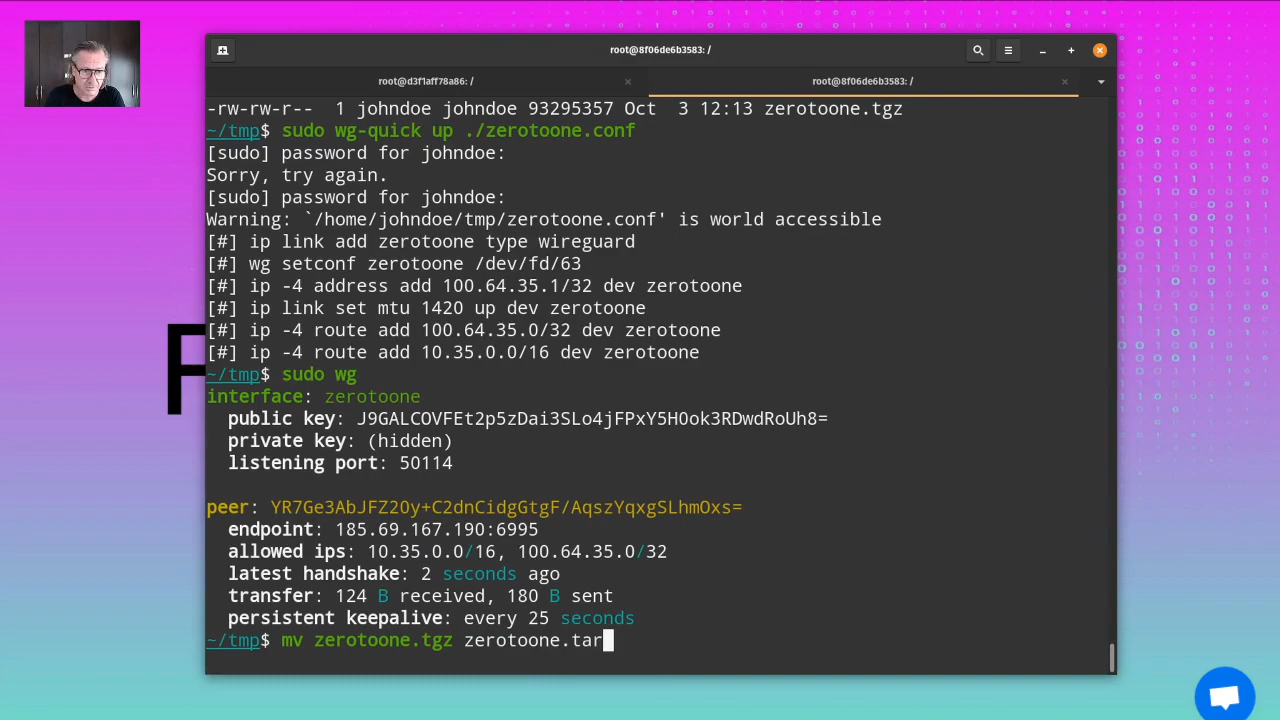 root@8f06de6b3583: /
root@d3f1aff78a86: /
root@8f06de6b3583: /
-rw-rw-r-- 1 johndoe johndoe 93295357 Oct 3 12:13 zerotoone.tgz
~/tmp$ sudo wg-quick up ./zerotoone.conf
[sudo] password for johndoe:
Sorry, try again.
[sudo] password for johndoe:
Warning: `/home/johndoe/tmp/zerotoone.conf' is world accessible
[#] ip link add zerotoone type wireguard
[#] wg setconf zerotoone /dev/fd/63
[#] ip -4 address add 100.64.35.1/32 dev zerotoone
[#] ip link set mtu 1420 up dev zerotoone
[#] ip -4 route add 100.64.35.0/32 dev zerotoone
[#] ip -4 route add 10.35.0.0/16 dev zerotoone
~/tmp$ sudo wg
interface: zerotoone
public key: J9GALCOVFEt2p5zDai3SLo4jFPxY5HOok3RDwdRoUh8=
private key: (hidden)
listening port: 50114
peer: YR7Ge3AbJFZ2Oy+C2dnCidgGtgF/AqszYqxgSLhmOxs=
endpoint: 185.69.167.190:6995
allowed ips: 10.35.0.0/16, 100.64.35.0/32
latest handshake: 2 seconds ago
transfer: 124 B received, 180 B sent
persistent keepalive: every 25 seconds
~/tmp$ mv zerotoone.tgz zerotoone.tar